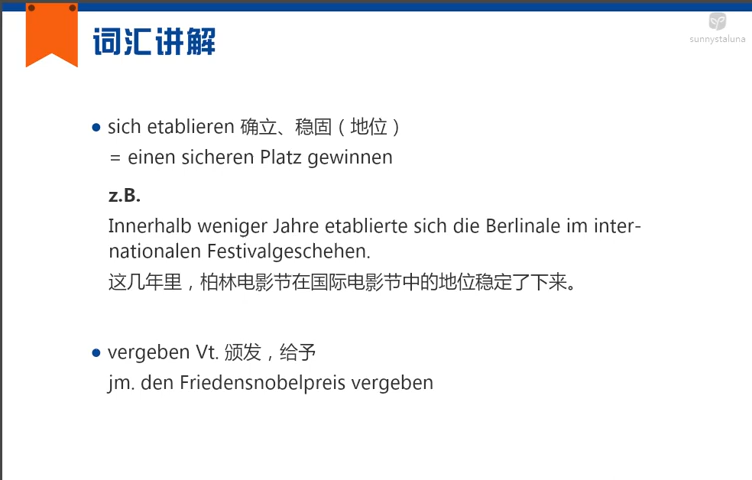 词汇讲解
sunnystaluna
• sich etablieren 确立、稳固（地位）
= einen sicheren Platz gewinnen
z.B.
Innerhalb weniger Jahre etablierte sich die Berlinale im inter-
nationalen Festivalgeschehen.
这几年里，柏林电影节在国际电影节中的地位稳定了下来。
• vergeben Vt. 颁发，给予
jm. den Friedensnobelpreis vergeben